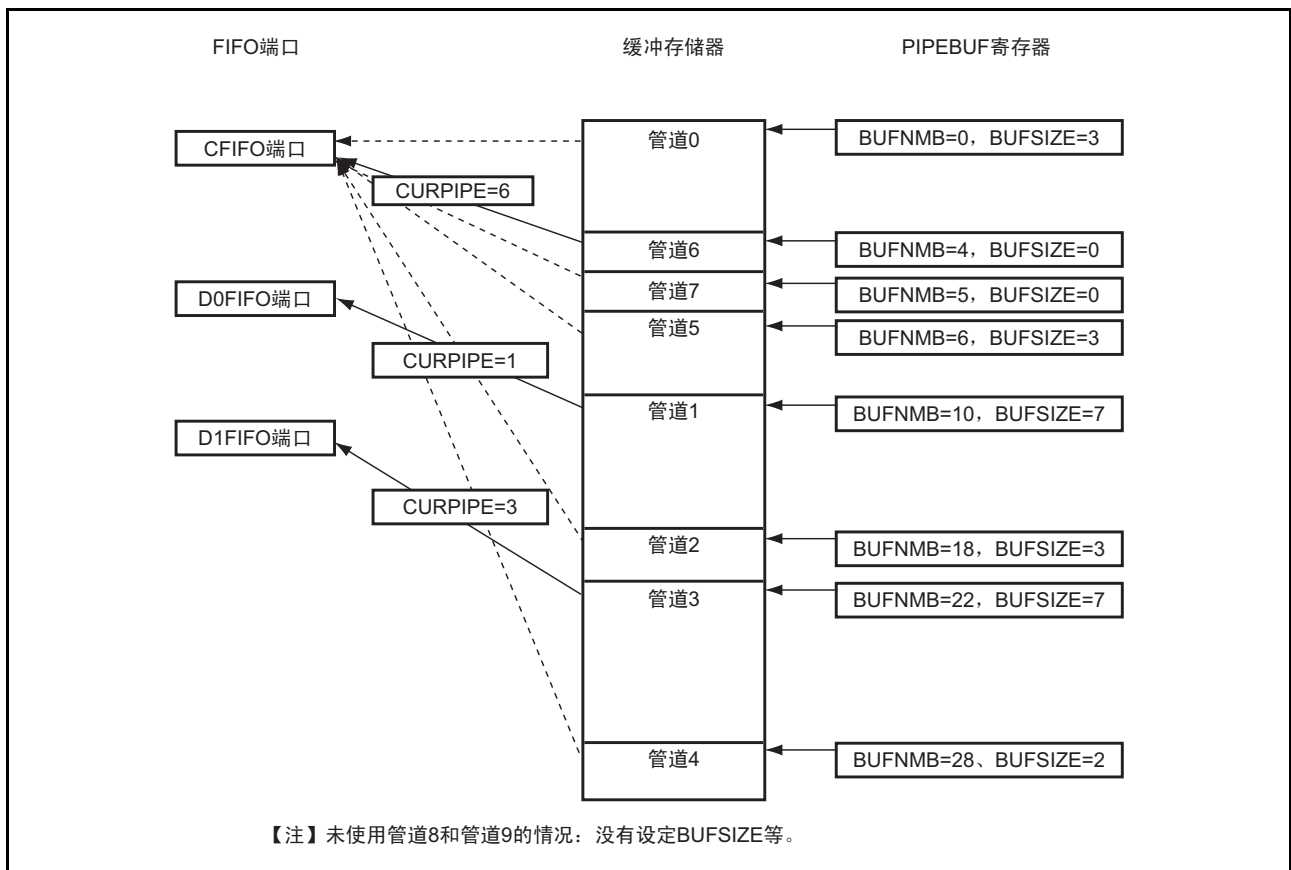 FIFO端口
缓冲存储器
PIPEBUF寄存器
CFIFO端口
管道0
BUFNMB=0，BUFSIZE=3
CURPIPE=6
管道6
BUFNMB=4，BUFSIZE=0
D0FIFO端口
管道7
BUFNMB=5，BUFSIZE=0
管道5
BUFNMB=6，BUFSIZE=3
CURPIPE=1
管道1
BUFNMB=10，BUFSIZE=7
D1FIFO端口
CURPIPE=3
管道2
BUFNMB=18，BUFSIZE=3
管道3
BUFNMB=22，BUFSIZE=7
管道4
BUFNMB=28、BUFSIZE=2
【注】未使用管道8和管道9的情况：没有设定BUFSIZE等。